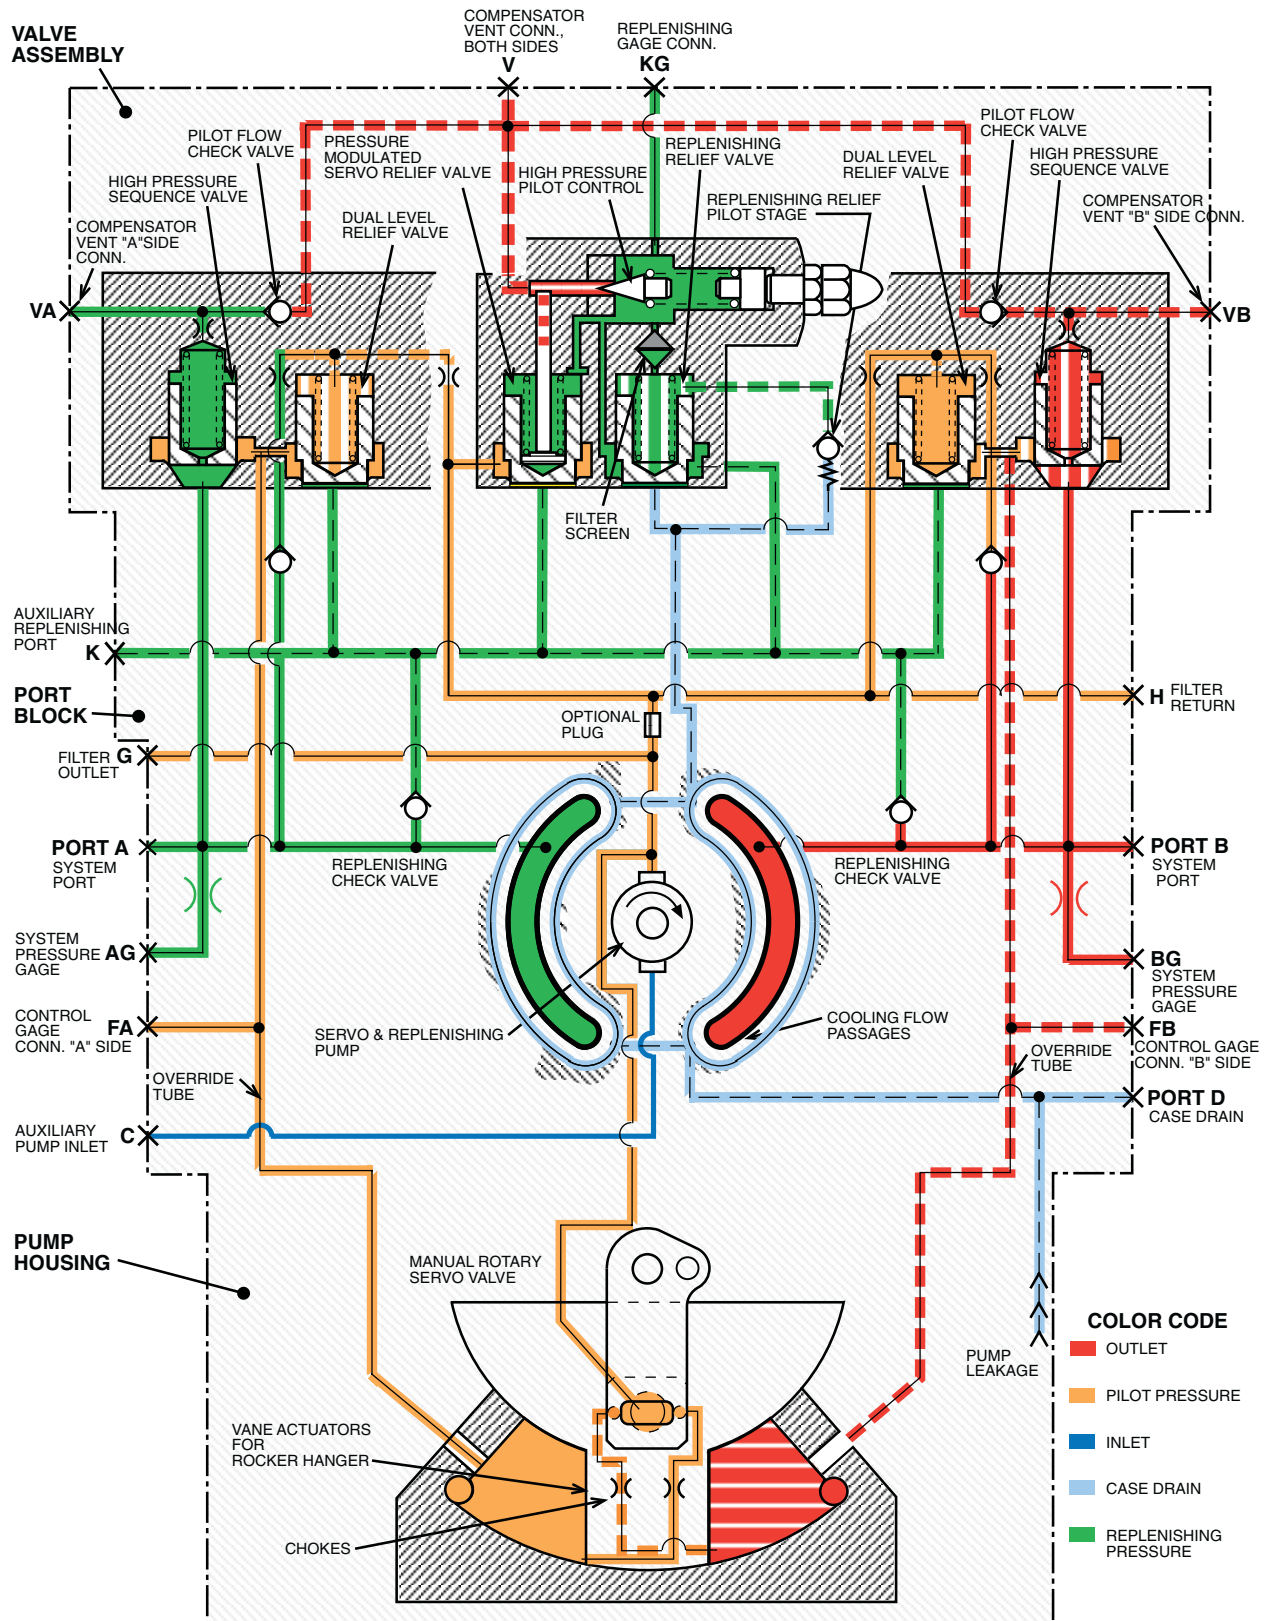 VALVE
ASSEMBLY
COMPENSATOR
VENT CONN.,
BOTH SIDES
V
REPLENISHING
GAGE CONN.
KG
PILOT FLOW
CHECK VALVE
PRESSURE
MODULATED
SERVO RELIEF VALVE
HIGH PRESSURE
PILOT CONTROL
REPLENISHING
RELIEF VALVE
REPLENISHING RELIEF
PILOT STAGE
DUAL LEVEL
RELIEF VALVE
PILOT FLOW
CHECK VALVE
HIGH PRESSURE
SEQUENCE VALVE
HIGH PRESSURE
SEQUENCE VALVE
DUAL LEVEL
RELIEF VALVE
COMPENSATOR
VENT "A"SIDE
CONN.
COMPENSATOR
VENT "B" SIDE CONN.
VA
VB
FILTER
SCREEN
AUXILIARY
REPLENISHING
PORT
K
PORT
BLOCK
OPTIONAL
PLUG
H FILTER
RETURN
FILTER G
OUTLET
PORT A
SYSTEM
PORT
REPLENISHING
CHECK VALVE
REPLENISHING
CHECK VALVE
PORT B
SYSTEM
PORT
SYSTEM
PRESSURE
GAGE
AG
BG
SYSTEM
PRESSURE
GAGE
CONTROL
GAGE
CONN. "A" SIDE
FA
SERVO & REPLENISHING
PUMP
COOLING FLOW
PASSAGES
FB
CONTROL GAGE
CONN. "B" SIDE
OVERRIDE
TUBE
OVERRIDE
TUBE
PORT D
CASE DRAIN
AUXILIARY
PUMP INLET
C
PUMP
HOUSING
MANUAL ROTARY
SERVO VALVE
PUMP
LEAKAGE
VANE ACTUATORS
FOR
ROCKER HANGER
CHOKES
COLOR CODE
OUTLET
PILOT PRESSURE
INLET
CASE DRAIN
REPLENISHING
PRESSURE